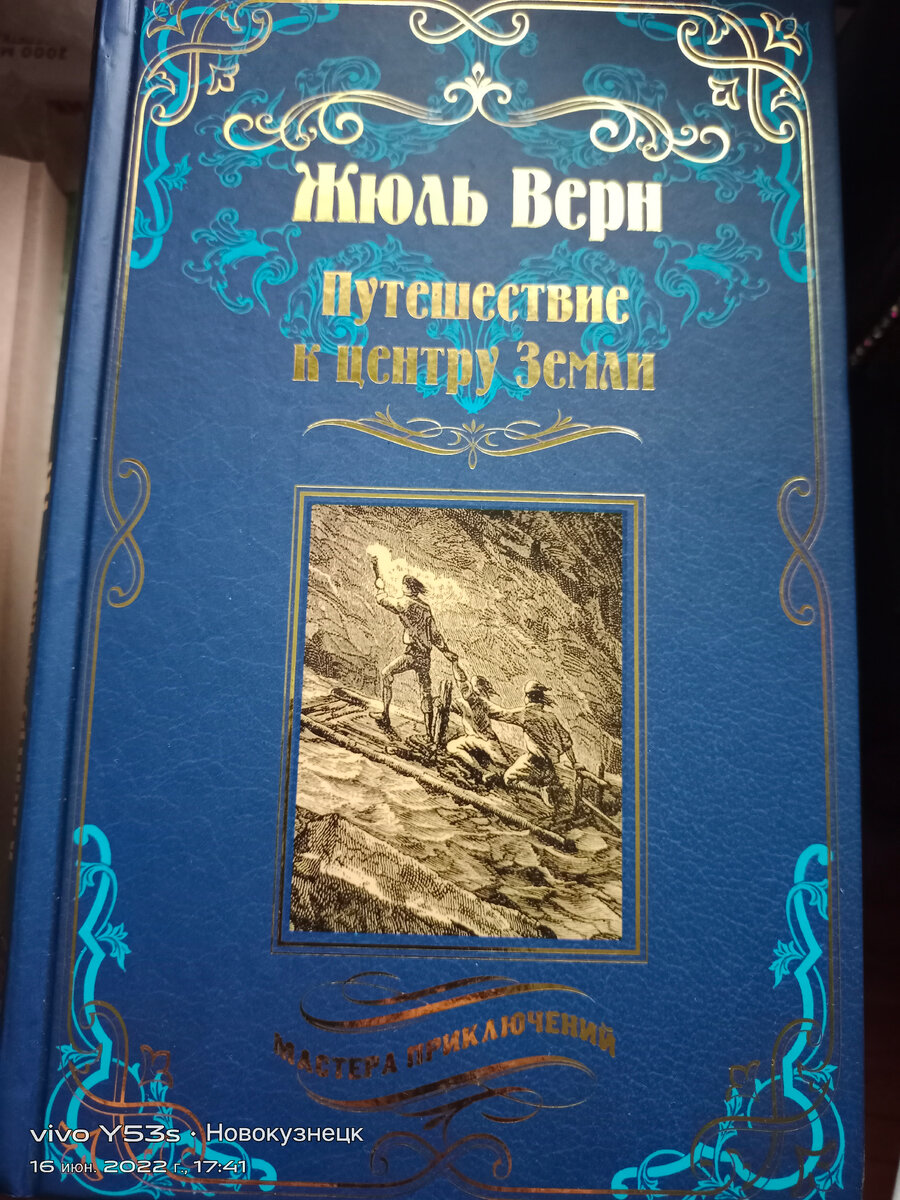 Жюль Верн
Путешествие
к центру Земли
МАСТЕРА ПРИКЛЮЧЕНИЙ
vivo Y53s · Новокузнецк
16 июн. 2022 г., 17:41